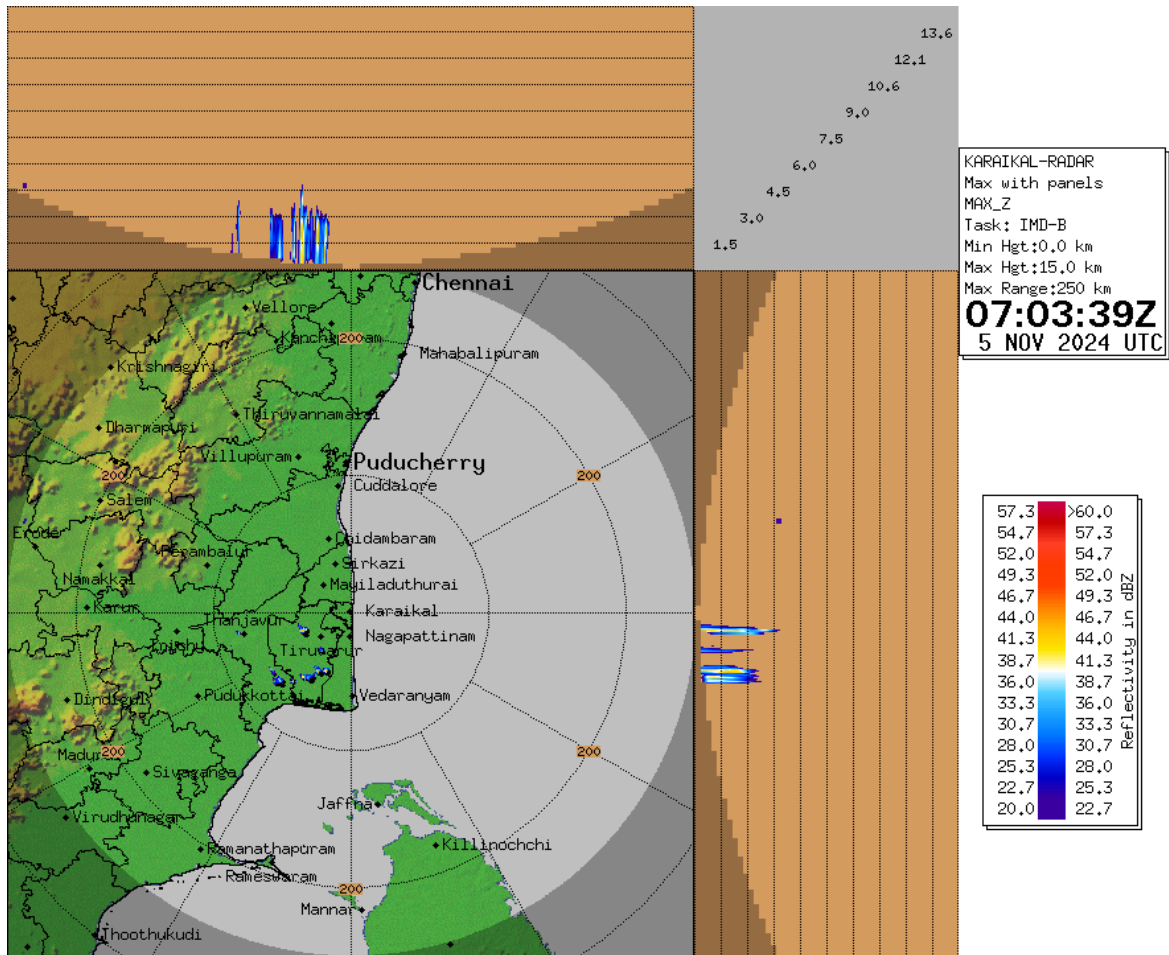 13.6
12.1
10.6
9.0
7.5
6.0
4.5
3.0
1.5
KARAIKAL-RADAR
Max with panels
MAX_Z
Task: IMD-B
Min Hgt:0.0 km
Max Hgt:15.0 km
Max Range:250 km
07:03:39Z
5 NOV 2024 UTC
Chennai
Vellore
200
Mahabalipuram
Krishnagiri
Thiruvannamalai
Dharmapuri
Villupuram
Puducherry
200
200
Cuddalore
Salem
Erode
Chidambaram
Perambalur
Sirkazi
Namakkal
Mayiladuthurai
Karur
Karaikal
Thanjavur
Nagapattinam
Tiruvarur
Dindigul
Pudukkottai
Vedaranyam
200
200
Sivaganga
Jaffna
Virudhunagar
Ramanathapuram
Killinochchi
Rameswaram
200
Mannar
Thoothukudi
57.3 >60.0
54.7 57.3
52.0 54.7
49.3 52.0
46.7 49.3
44.0 46.7
41.3 44.0
38.7 41.3
36.0 38.7
33.3 36.0
30.7 33.3
28.0 30.7
25.3 28.0
22.7 25.3
20.0 22.7
Reflectivity in dBZ